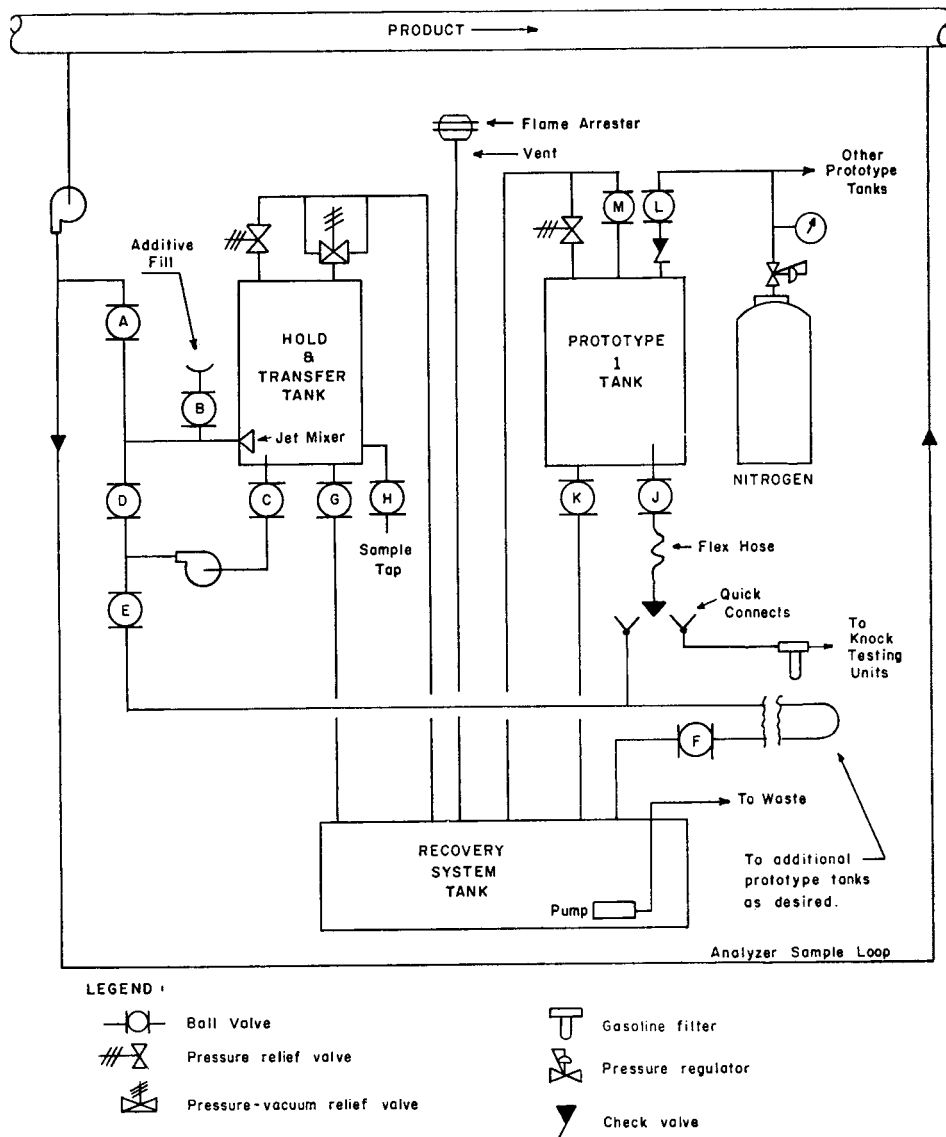 PRODUCT
Flame Arrester
Vent
Other
Prototype
Tanks
Additive
Fill
M
L
A
HOLD
&
TRANSFER
TANK
PROTOTYPE
1
TANK
B
Jet Mixer
NITROGEN
D
C
G
H
K
J
Sample
Tap
Flex Hose
E
Quick
Connects
To
Knock
Testing
Units
F
To Waste
RECOVERY
SYSTEM
TANK
Pump
To additional
prototype tanks
as desired.
Analyzer Sample Loop
LEGEND :
Ball Valve
Pressure relief valve
Pressure-vacuum relief valve
Gasoline filter
Pressure regulator
Check valve